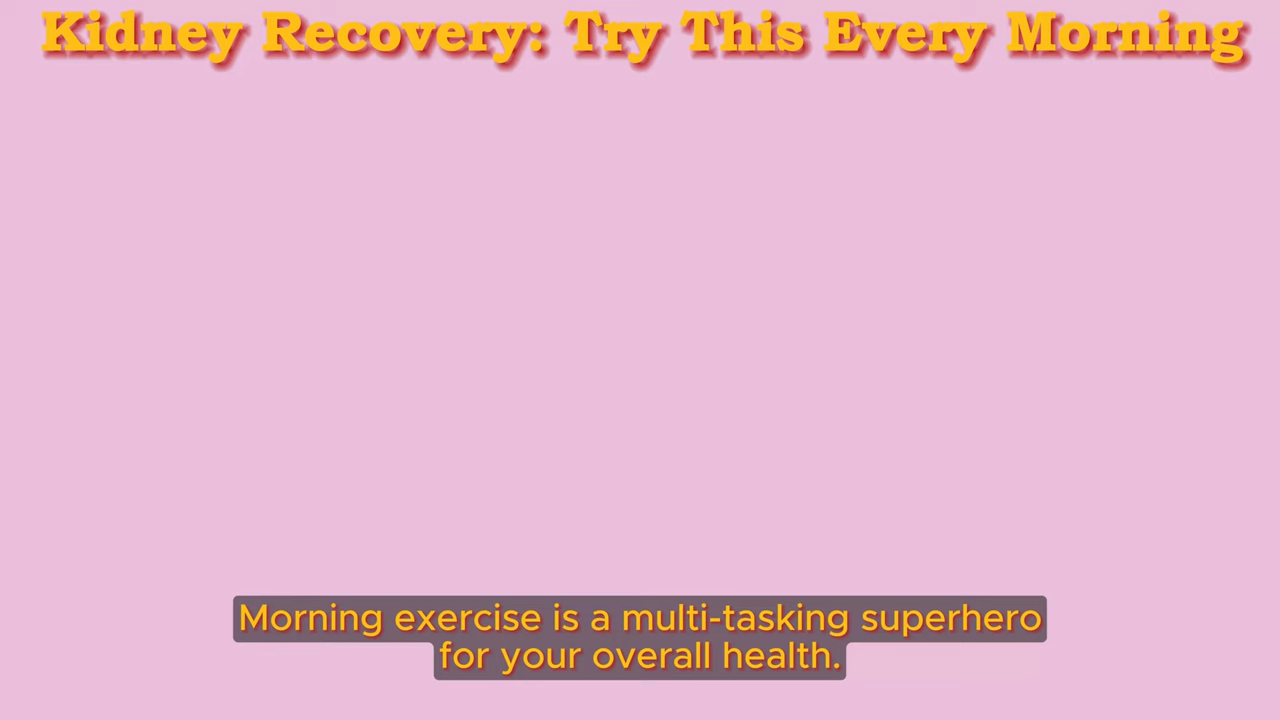 Kidney Recovery: Try This Every Morning
Morning exercise is a multi-tasking superhero
for your overall health.